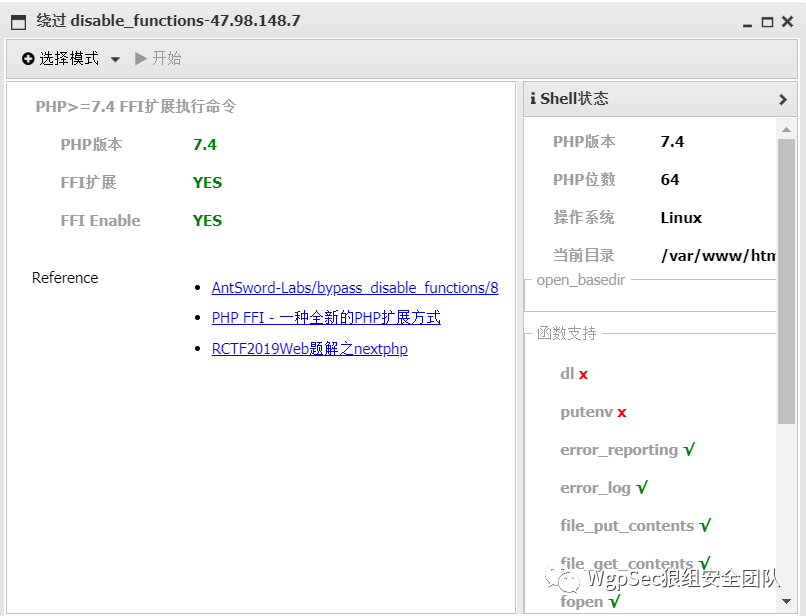 绕过 disable_functions-47.98.148.7
选择模式 开始
PHP>=7.4 FFI扩展执行命令
PHP版本 7.4
FFI扩展 YES
FFI Enable YES
Reference
• AntSword-Labs/bypass_disable_functions/8
• PHP FFI - 一种全新的PHP扩展方式
• RCTF2019Web题解之nextphp
Shell状态
PHP版本 7.4
PHP位数 64
操作系统 Linux
当前目录 /var/www/htm
open_basedir
函数支持
dl x
putenv x
error_reporting √
error_log √
file_put_contents √
file_get_contents √
fopen √
WgpSec狼组安全团队